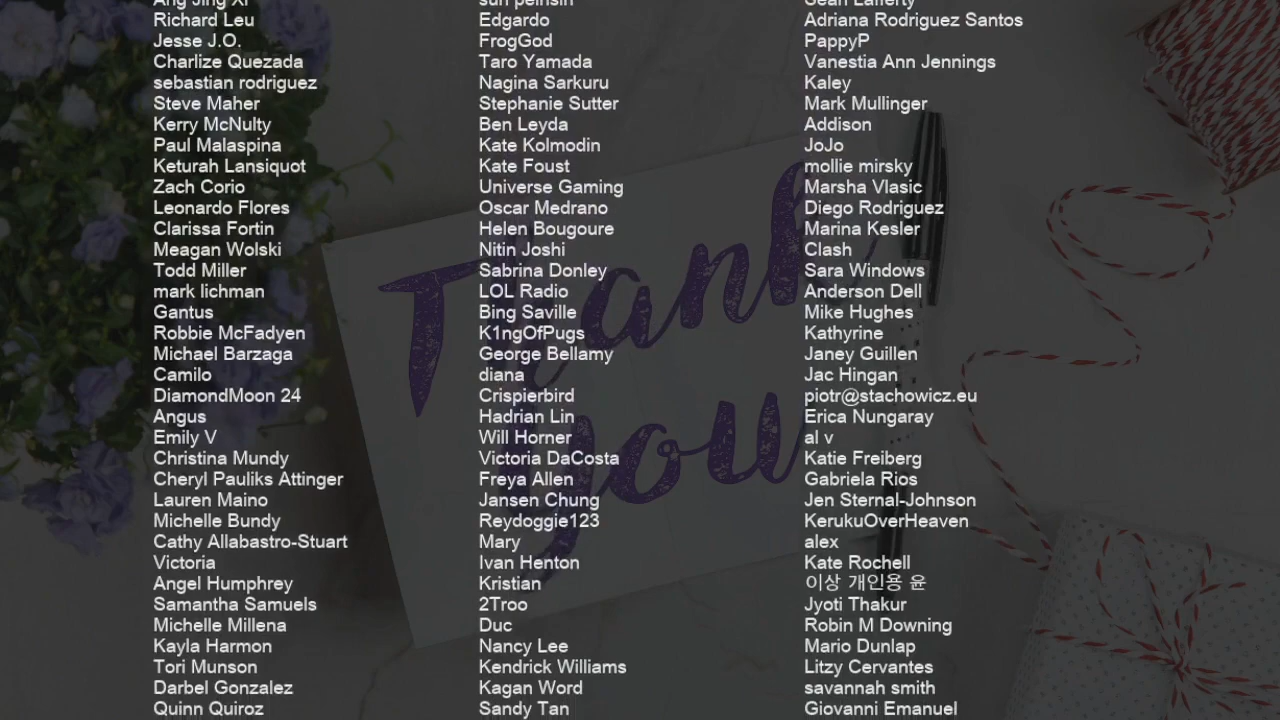 Ang Jing Xi
Richard Leu
Jesse J.O.
Charlize Quezada
sebastian rodriguez
Steve Maher
Kerry McNulty
Paul Malaspina
Keturah Lansiquot
Zach Corio
Leonardo Flores
Clarissa Fortin
Meagan Wolski
Todd Miller
mark lichman
Gantus
Robbie McFadyen
Michael Barzaga
Camilo
DiamondMoon 24
Angus
Emily V
Christina Mundy
Cheryl Pauliks Attinger
Lauren Maino
Michelle Bundy
Cathy Allabastro-Stuart
Victoria
Angel Humphrey
Samantha Samuels
Michelle Millena
Kayla Harmon
Tori Munson
Darbel Gonzalez
Quinn Quiroz
sun peinsin
Edgardo
FrogGod
Taro Yamada
Nagina Sarkuru
Stephanie Sutter
Ben Leyda
Kate Kolmodin
Kate Foust
Universe Gaming
Oscar Medrano
Helen Bougoure
Nitin Joshi
Sabrina Donley
LOL Radio
Bing Saville
K1ngOfPugs
George Bellamy
diana
Crispierbird
Hadrian Lin
Will Horner
Victoria DaCosta
Freya Allen
Jansen Chung
Reydoggie123
Mary
Ivan Henton
Kristian
2Troo
Duc
Nancy Lee
Kendrick Williams
Kagan Word
Sandy Tan
Sean Lafferty
Adriana Rodriguez Santos
PappyP
Vanestia Ann Jennings
Kaley
Mark Mullinger
Addison
JoJo
mollie mirsky
Marsha Vlasic
Diego Rodriguez
Marina Kesler
Clash
Sara Windows
Anderson Dell
Mike Hughes
Kathyrine
Janey Guillen
Jac Hingan
piotr@stachowicz.eu
Erica Nungaray
al v
Katie Freiberg
Gabriela Rios
Jen Sternal-Johnson
KerukuOverHeaven
alex
Kate Rochell
이상 개인용 윤
Jyoti Thakur
Robin M Downing
Mario Dunlap
Litzy Cervantes
savannah smith
Giovanni Emanuel
Thank
you